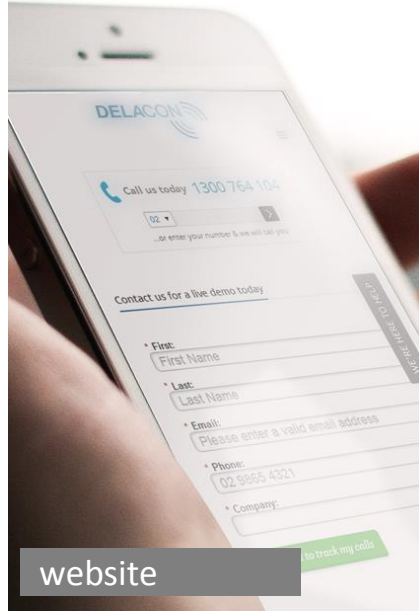 DELACON
Call us today 1300 764 104
02
...or enter your number & we will call you
Contact us for a live demo today
WE'RE HERE TO HELP
* First:
First Name
* Last:
Last Name
* Email:
Please enter a valid email address
* Phone:
02 9865 4321
* Company:
to track my calls
website